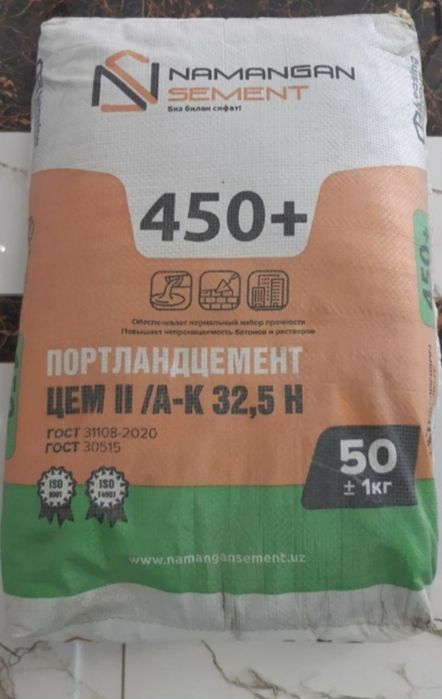 NAMANGAN
SEMENT
Биз билан сифат!
450+
Обеспечивает нормальный набор прочности
Повышает непроницаемость бетонов и растворов
ПОРТЛАНДЦЕМЕНТ
ЦЕМ II /А-К 32,5 Н
ГОСТ 31108-2020
ГОСТ 30515
50
± 1кг
ISO
9001
ISO
14001
www.namangansement.uz
450+